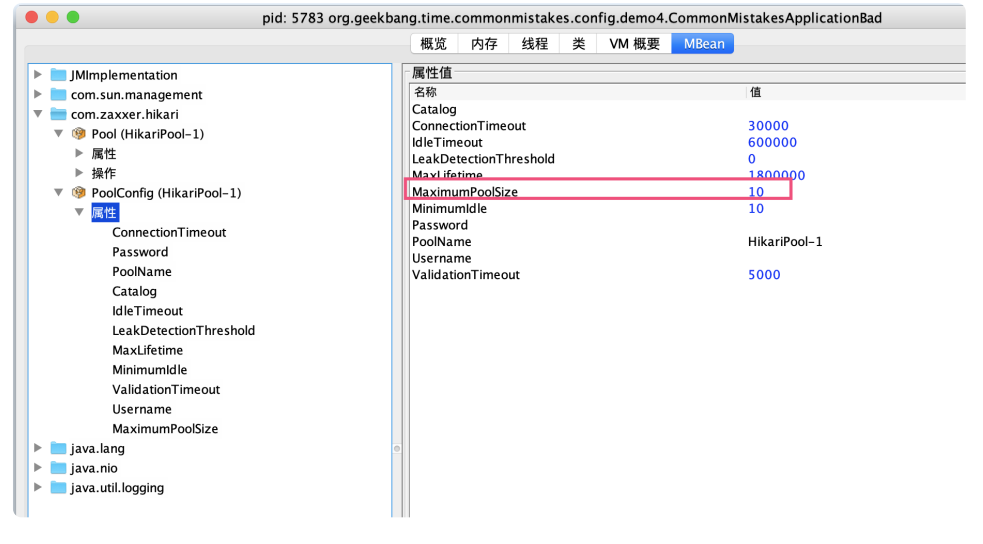 pid: 5783 org.geekbang.time.commonmistakes.config.demo4.CommonMistakesApplicationBad
概览 内存 线程 类 VM 概要 MBean
JMImplementation
com.sun.management
com.zaxxer.hikari
Pool (HikariPool-1)
属性
操作
PoolConfig (HikariPool-1)
属性
ConnectionTimeout
Password
PoolName
Catalog
IdleTimeout
LeakDetectionThreshold
MaxLifetime
MinimumIdle
ValidationTimeout
Username
MaximumPoolSize
java.lang
java.nio
java.util.logging
属性值
名称 值
Catalog
ConnectionTimeout 30000
IdleTimeout 600000
LeakDetectionThreshold 0
MaxLifetime 1800000
MaximumPoolSize 10
MinimumIdle 10
Password
PoolName HikariPool-1
Username
ValidationTimeout 5000